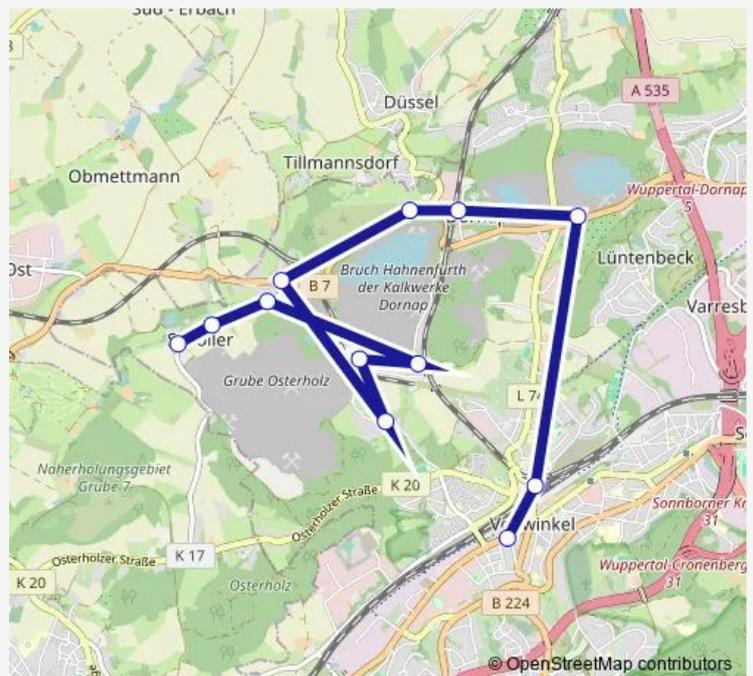 Süd - Erbach
3
A 535
Düssel
Tillmannsdorf
Obmettmann
Wuppertal-Dornap
5
Ost
Lüntenbeck
Bruch Hahnenfurth
der Kalkwerke
Dornap
B 7
Varresb
Grube Osterholz
L 74
Naherholungsgebiet
Grube 7
K 20
Osterholzer Straße
Sonnborner Kr
31
K 17
Osterholzer Straße
Wuppertal-Cronenberg
31
K 20
Osterholz
B 224
© OpenStreetMap contributors